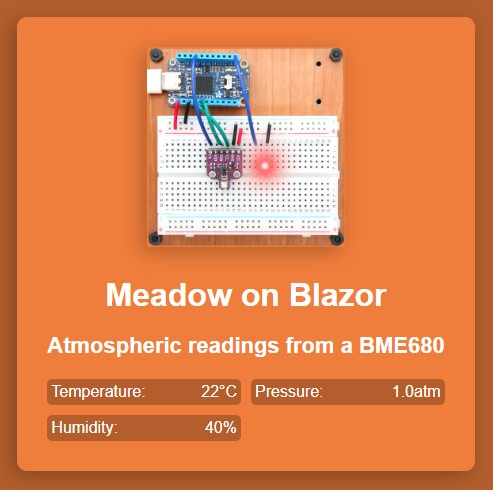 Meadow on Blazor
Atmospheric readings from a BME680
Temperature: 22°C Pressure: 1.0atm
Humidity: 40%